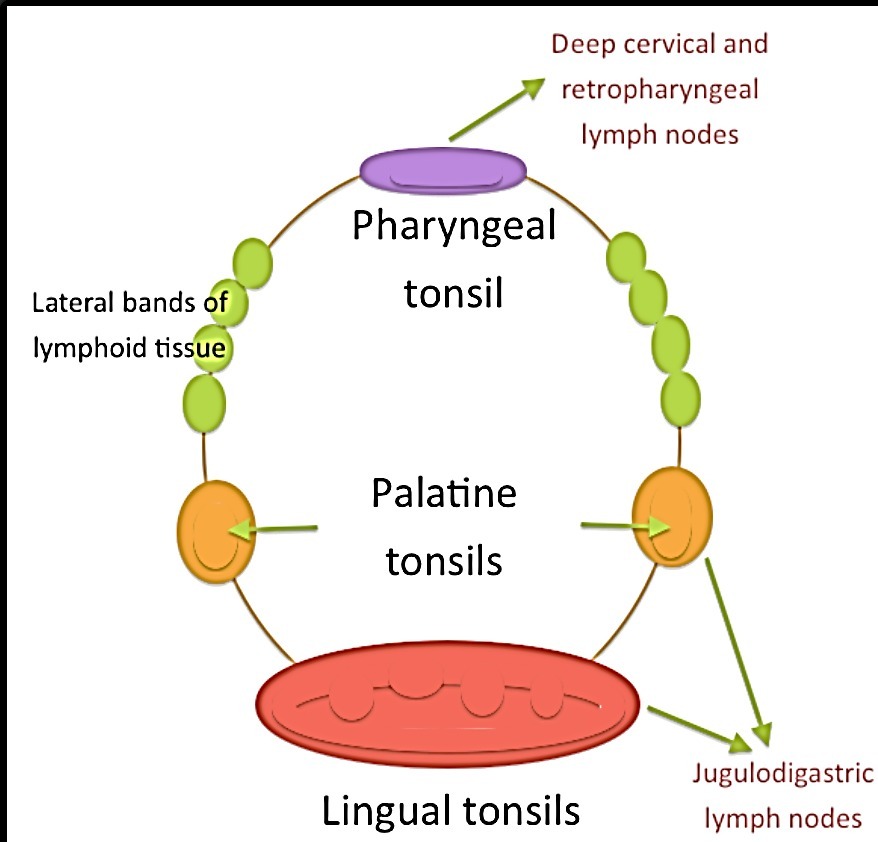 Deep cervical and
retropharyngeal
lymph nodes
Pharyngeal
tonsil
Lateral bands of
lymphoid tissue
Palatine
tonsils
Jugulodigastric
lymph nodes
Lingual tonsils